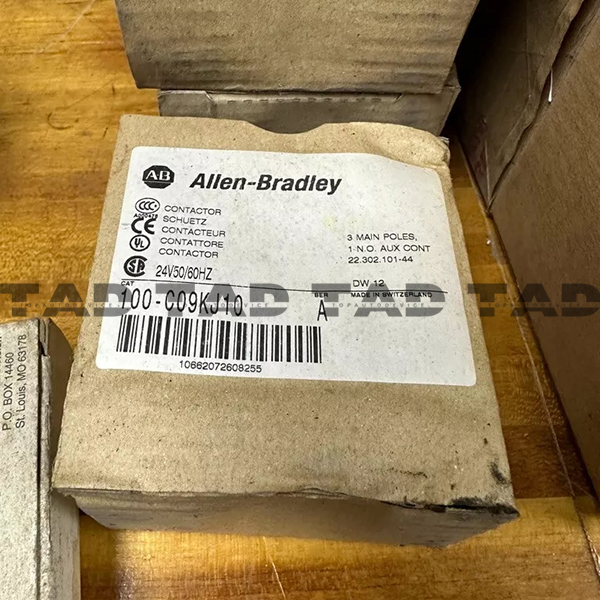 AB Allen-Bradley
CONTACTOR
SCHUETZ
CONTACTEUR
CONTATTORE
CONTACTOR
3 MAIN POLES,
1 N.O. AUX CONT
22.302.101-44
24V50/60HZ
DW 12
CAT
100-C09KJ10
SER
A
MADE IN SWITZERLAND
10662072608255
TAD TAD TAD TAD
TOPAUTODEVICE
P.O. BOX 14460
St. Louis, MO 63178